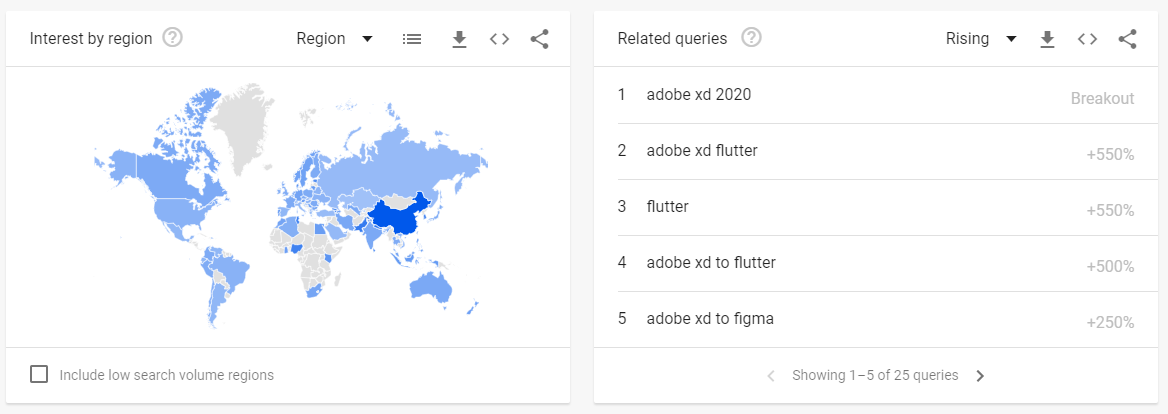 Interest by region
Region
Include low search volume regions
Related queries
Rising
1 adobe xd 2020 Breakout
2 adobe xd flutter +550%
3 flutter +550%
4 adobe xd to flutter +500%
5 adobe xd to figma +250%
Showing 1–5 of 25 queries